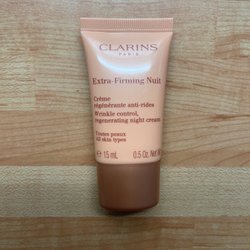 CLARINS
PARIS
Extra-Firming Nuit
Crème
régénérante anti-rides
Wrinkle control,
regenerating night cream
Toutes peaux
All skin types
℮ 15 mL 0.5 Oz. Net